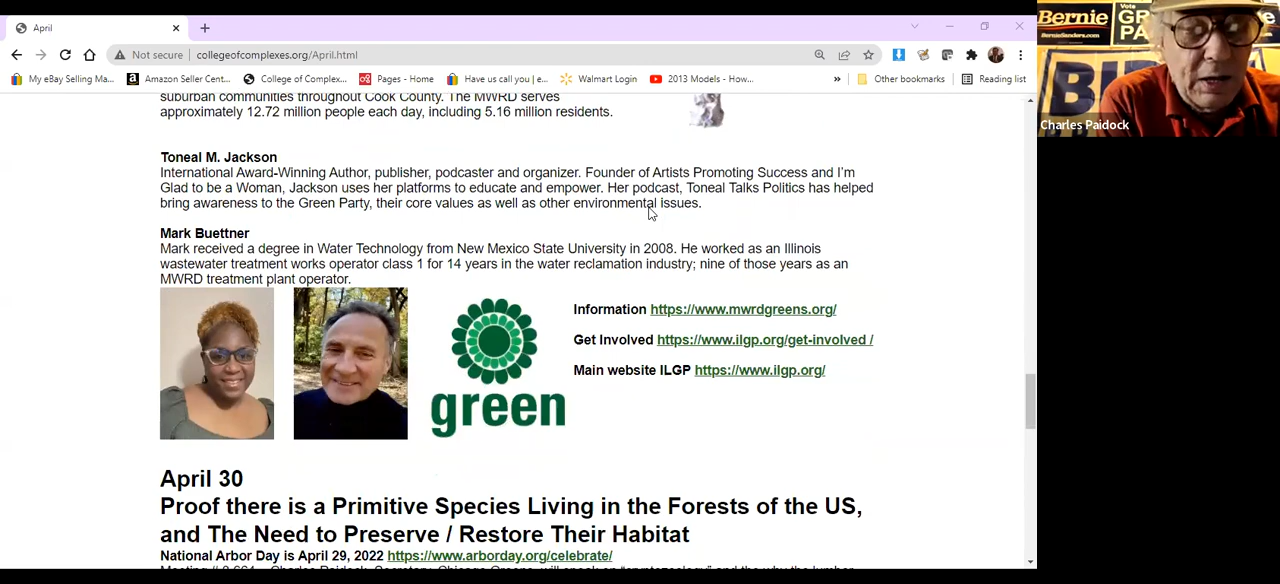 April
Not secure | collegeofcomplexes.org/April.html
My eBay Selling Ma... Amazon Seller Cent... College of Complex... Pages - Home Have us call you | e... Walmart Login 2013 Models - How... » Other bookmarks Reading list
suburban communities throughout Cook County. The MWRD serves
approximately 12.72 million people each day, including 5.16 million residents.
Toneal M. Jackson
International Award-Winning Author, publisher, podcaster and organizer. Founder of Artists Promoting Success and I'm
Glad to be a Woman, Jackson uses her platforms to educate and empower. Her podcast, Toneal Talks Politics has helped
bring awareness to the Green Party, their core values as well as other environmental issues.
Mark Buettner
Mark received a degree in Water Technology from New Mexico State University in 2008. He worked as an Illinois
wastewater treatment works operator class 1 for 14 years in the water reclamation industry; nine of those years as an
MWRD treatment plant operator.
green
Information https://www.mwrdgreens.org/
Get Involved https://www.ilgp.org/get-involved /
Main website ILGP https://www.ilgp.org/
April 30
Proof there is a Primitive Species Living in the Forests of the US,
and The Need to Preserve / Restore Their Habitat
National Arbor Day is April 29, 2022 https://www.arborday.org/celebrate/
Bernie
BernieSanders.com
Vote
GR
PA
Charles Paidock